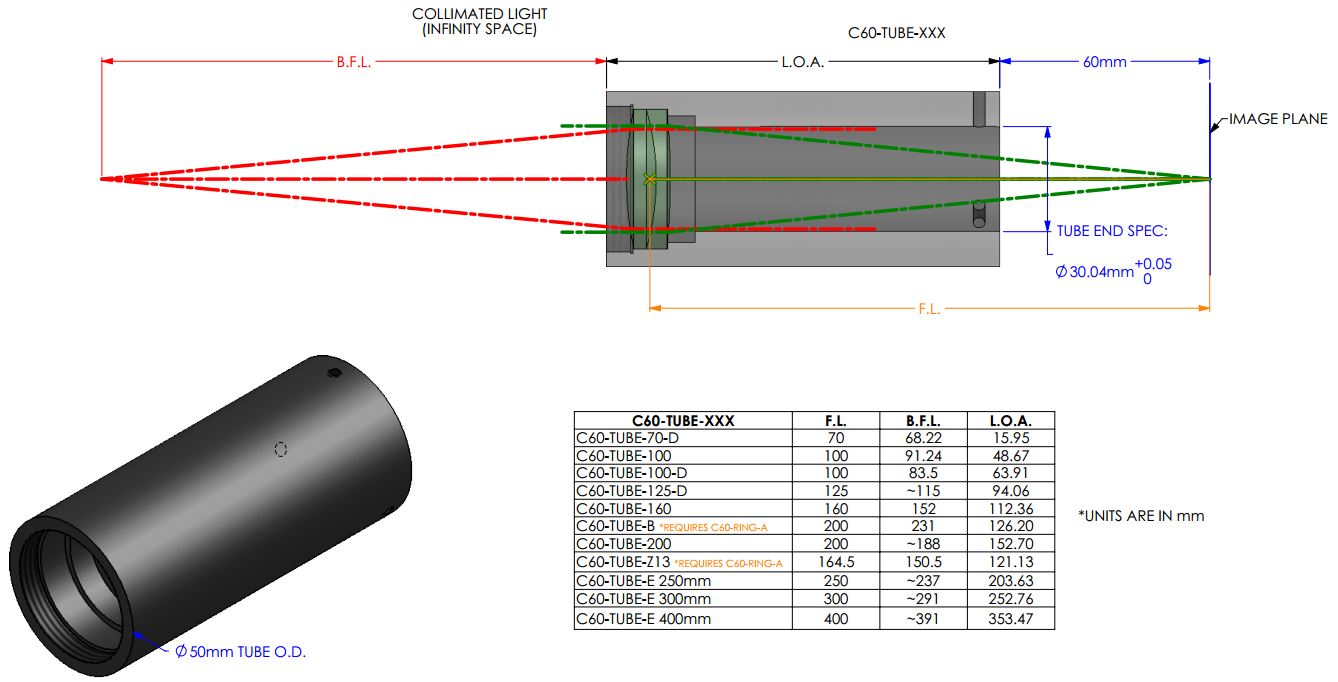 COLLIMATED LIGHT
(INFINITY SPACE)
C60-TUBE-XXX
B.F.L.
L.O.A.
60mm
IMAGE PLANE
TUBE END SPEC:
Ø30.04mm +0.05
0
F.L.
C60-TUBE-XXX F.L. B.F.L. L.O.A.
C60-TUBE-70-D 70 68.22 15.95
C60-TUBE-100 100 91.24 48.67
C60-TUBE-100-D 100 83.5 63.91
C60-TUBE-125-D 125 ~115 94.06
C60-TUBE-160 160 152 112.36
C60-TUBE-B *REQUIRES C60-RING-A 200 231 126.20
C60-TUBE-200 200 ~188 152.70
C60-TUBE-Z13 *REQUIRES C60-RING-A 164.5 150.5 121.13
C60-TUBE-E 250mm 250 ~237 203.63
C60-TUBE-E 300mm 300 ~291 252.76
C60-TUBE-E 400mm 400 ~391 353.47
*UNITS ARE IN mm
Ø50mm TUBE O.D.